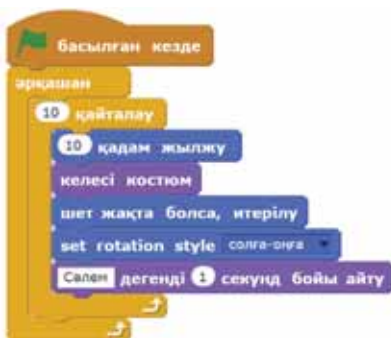 басылған кезде
әрқашан
10 қайталау
10 қадам жылжу
келесі костюм
шет жақта болса, итерілу
set rotation style солға-оңға
Сәлем дегенді 1 секунд бойы айту